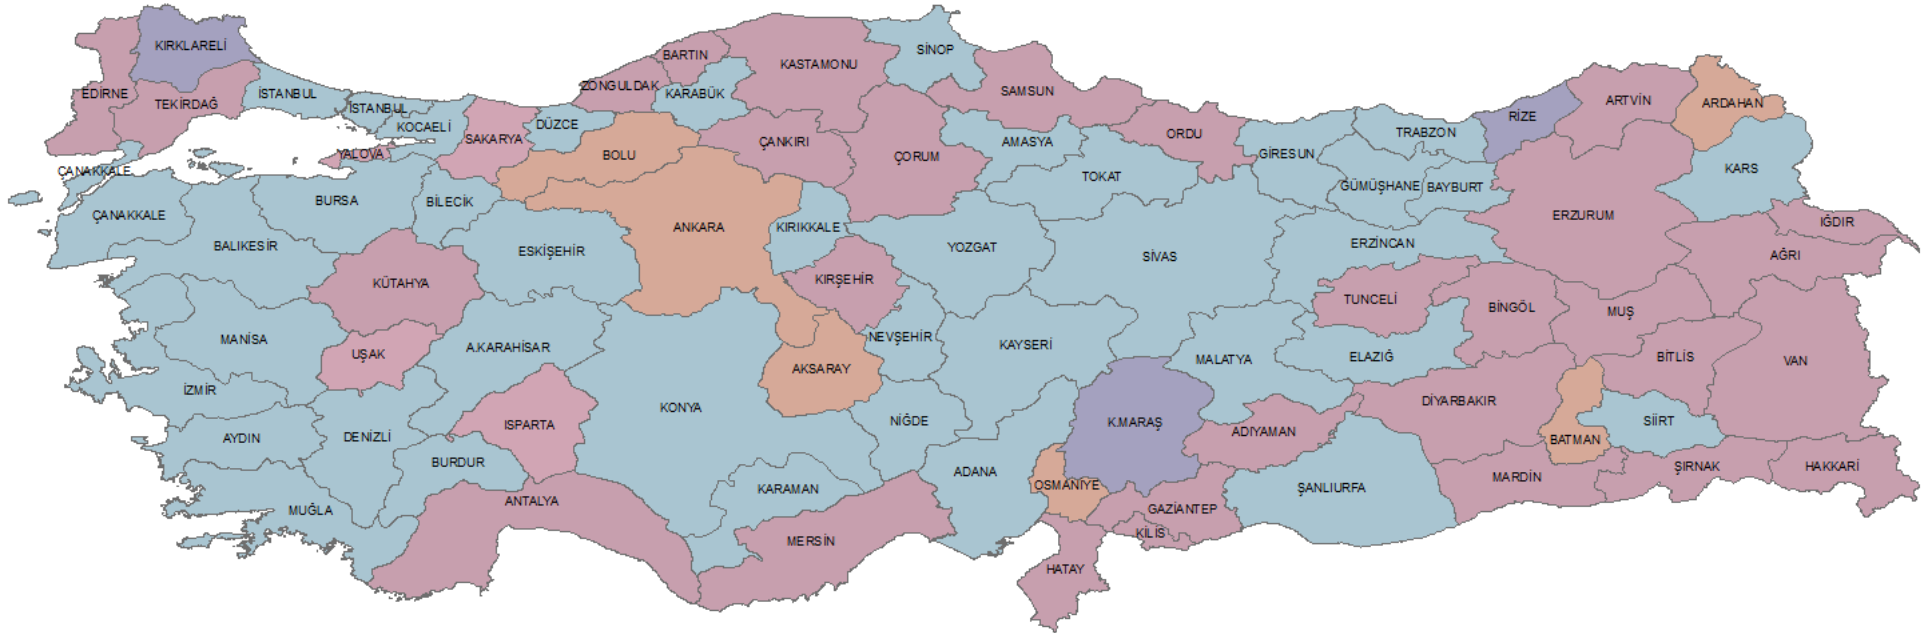 SİNOP
KIRKLARELİ
BARTIN
KASTAMONU
ZONGULDAK
KARABÜK
EDİRNE
TEKİRDAĞ
İSTANBUL
İSTANBUL
KOCAELİ
SAKARYA
DÜZCE
BOLU
YALOVA
ÇANKIRI
ÇORUM
SAMSUN
AMASYA
ORDU
TOKAT
GİRESUN
TRABZON
RİZE
ARTVİN
ARDAHAN
KARS
GÜMÜŞHANE
BAYBURT
ÇANAKKALE
ÇANAKKALE
BURSA
BİLECİK
BALIKESİR
ESKİŞEHİR
ANKARA
KIRIKKALE
YOZGAT
SİVAS
ERZİNCAN
ERZURUM
IĞDIR
AĞRI
KÜTAHYA
KIRŞEHİR
TUNCELİ
BİNGÖL
MUŞ
MANİSA
UŞAK
A.KARAHİSAR
NEVŞEHİR
KAYSERİ
AKSARAY
MALATYA
ELAZIĞ
BİTLİS
VAN
İZMİR
KONYA
DİYARBAKIR
ISPARTA
NİĞDE
K.MARAŞ
ADIYAMAN
BATMAN
SİİRT
AYDIN
DENİZLİ
BURDUR
ADANA
ŞIRNAK
HAKKARİ
MARDİN
OSMANİYE
ŞANLIURFA
KARAMAN
ANTALYA
MUĞLA
GAZİANTEP
KİLİS
MERSİN
HATAY